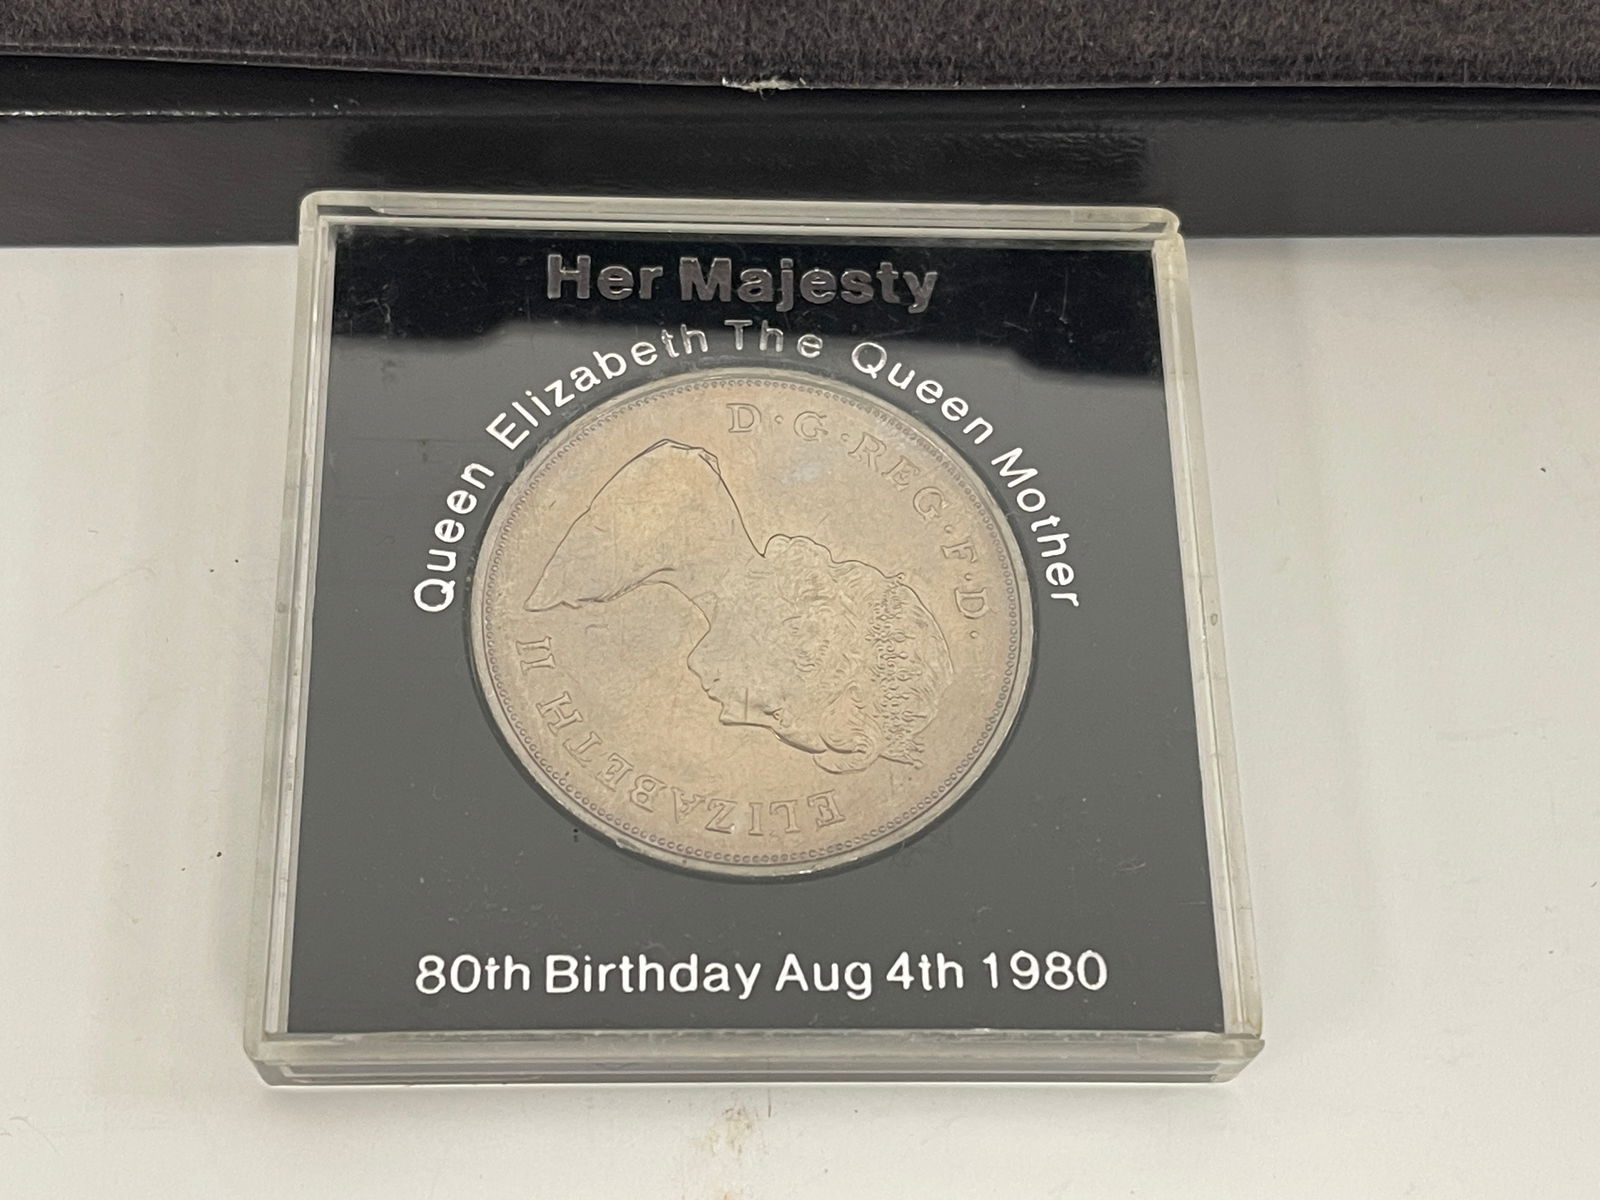 Her Majesty
Queen Elizabeth The Queen Mother
D·G·REG·F·D·
ELIZABETH II
80th Birthday Aug 4th 1980